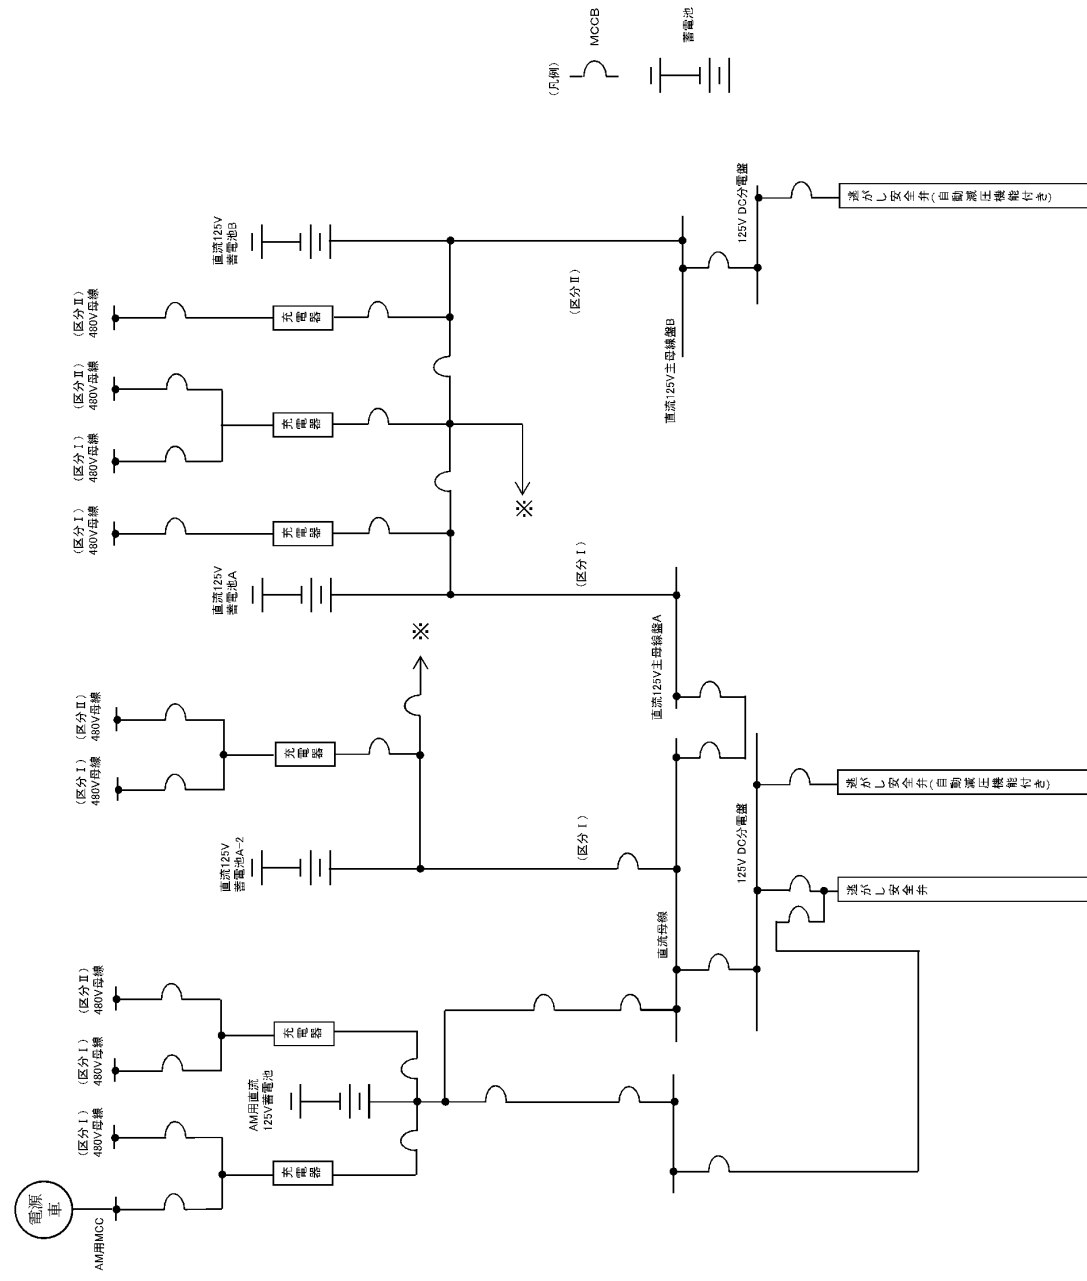 (凡例)
MCCB
蓄電池
電源
車
AM用MCC
(区分Ⅰ)
480V母線
(区分Ⅰ)
480V母線
(区分Ⅱ)
480V母線
(区分Ⅰ)
480V母線
(区分Ⅱ)
480V母線
(区分Ⅰ)
480V母線
(区分Ⅰ)
480V母線
(区分Ⅱ)
480V母線
(区分Ⅱ)
480V母線
充電器
AM用直流
125V蓄電池
充電器
直流125V
蓄電池A-2
充電器
※
直流125V
蓄電池A
充電器
充電器
充電器
直流125V
蓄電池B
※
(区分Ⅰ)
(区分Ⅰ)
(区分Ⅱ)
直流母線
直流125V主母線盤A
直流125V主母線盤B
125V DC分電盤
125V DC分電盤
逃がし安全弁
逃がし安全弁(自動減圧機能付き)
逃がし安全弁(自動減圧機能付き)